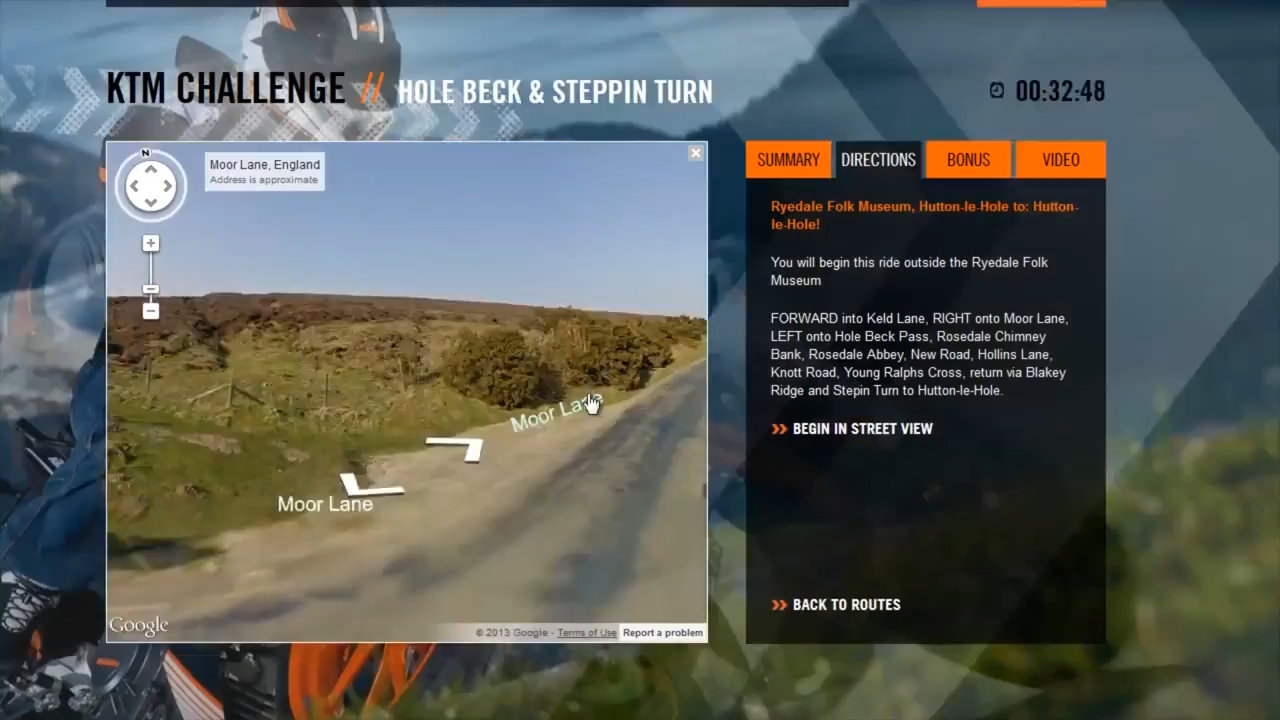 KTM CHALLENGE // HOLE BECK & STEPPIN TURN
00:32:48
N
Moor Lane, England
Address is approximate
Moor Lane
Moor Lane
Google
© 2013 Google - Terms of Use
Report a problem
SUMMARY
DIRECTIONS
BONUS
VIDEO
Ryedale Folk Museum, Hutton-le-Hole to: Hutton-
le-Hole!
You will begin this ride outside the Ryedale Folk
Museum
FORWARD into Keld Lane, RIGHT onto Moor Lane,
LEFT onto Hole Beck Pass, Rosedale Chimney
Bank, Rosedale Abbey, New Road, Hollins Lane,
Knott Road, Young Ralphs Cross, return via Blakey
Ridge and Stepin Turn to Hutton-le-Hole.
BEGIN IN STREET VIEW
BACK TO ROUTES